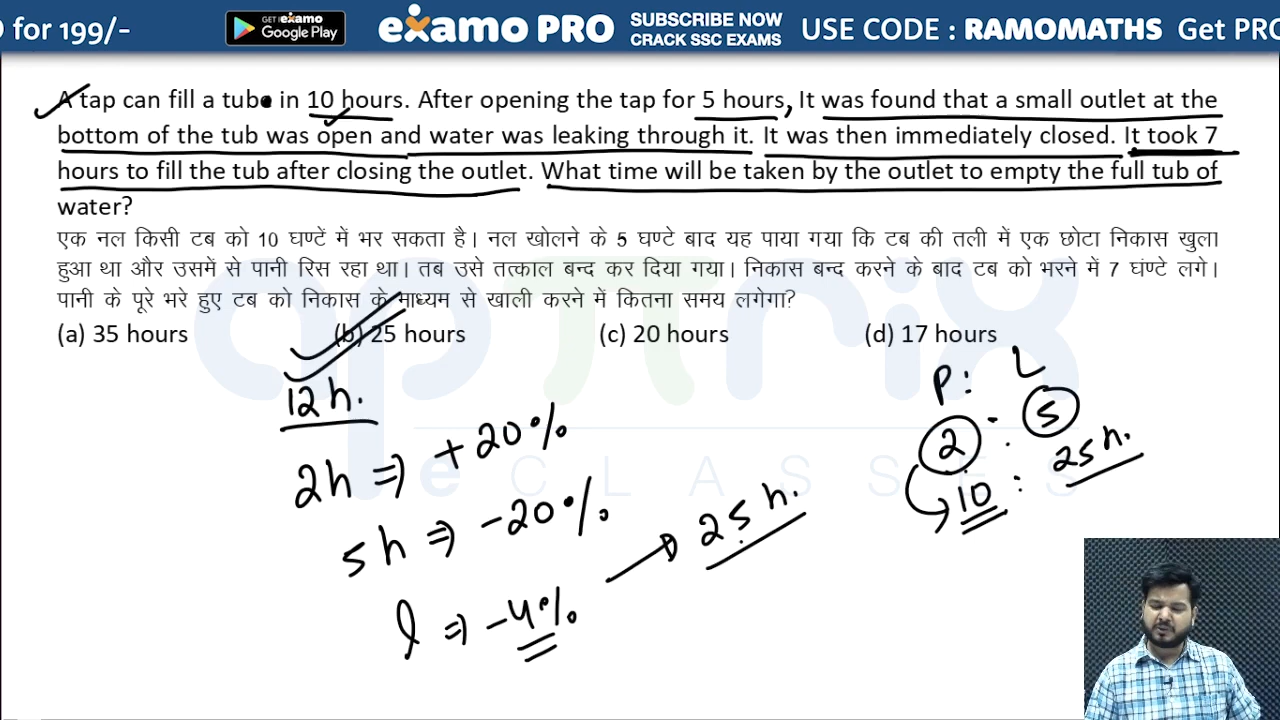 O for 199/-
GET IT examo
Google Play
examo PRO
SUBSCRIBE NOW
CRACK SSC EXAMS
USE CODE : RAMOMATHS Get PRO
A tap can fill a tube in 10 hours. After opening the tap for 5 hours, It was found that a small outlet at the
bottom of the tub was open and water was leaking through it. It was then immediately closed. It took 7
hours to fill the tub after closing the outlet. What time will be taken by the outlet to empty the full tub of
water?
एक नल किसी टब को 10 घण्टें में भर सकता है। नल खोलने के 5 घण्टे बाद यह पाया गया कि टब की तली में एक छोटा निकास खुला
हुआ था और उसमें से पानी रिस रहा था। तब उसे तत्काल बन्द कर दिया गया। निकास बन्द करने के बाद टब को भरने में 7 घंण्टे लगे।
पानी के पूरे भरे हुए टब को निकास के माध्यम से खाली करने में कितना समय लगेगा?
(a) 35 hours (b) 25 hours (c) 20 hours (d) 17 hours
12 h.
2h ⇒ +20%
5h ⇒ -20%
l ⇒ -4% → 25 h.
P : L
2 : 5
10 : 25 h.
aptrix
eCLASSES